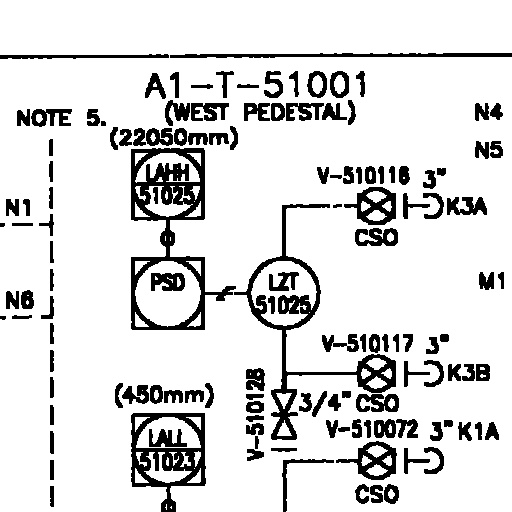 A1-T-51001
(WEST PEDESTAL)
NOTE 5.
N4
(22050mm)
N5
LAHH
51025
V-510118 3"
N1
K3A
CSO
PSD
LZT
51025
M1
N6
V-510117 3"
K3B
(450mm)
V-510128
3/4" CSO
V-510072 3" K1A
LALL
51023
CSO